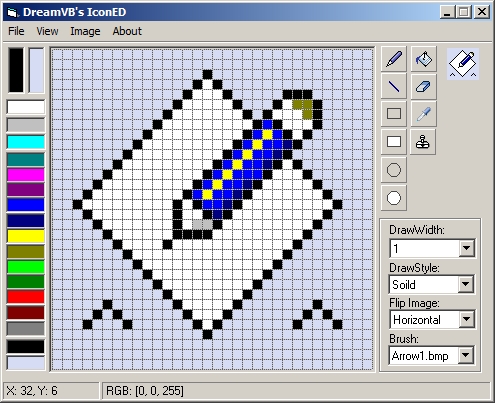 DreamVB's IconED
File View Image About
DrawWidth:
1
DrawStyle:
Soild
Flip Image:
Horizontal
Brush:
Arrow1.bmp
X: 32, Y: 6 RGB: [0, 0, 255]